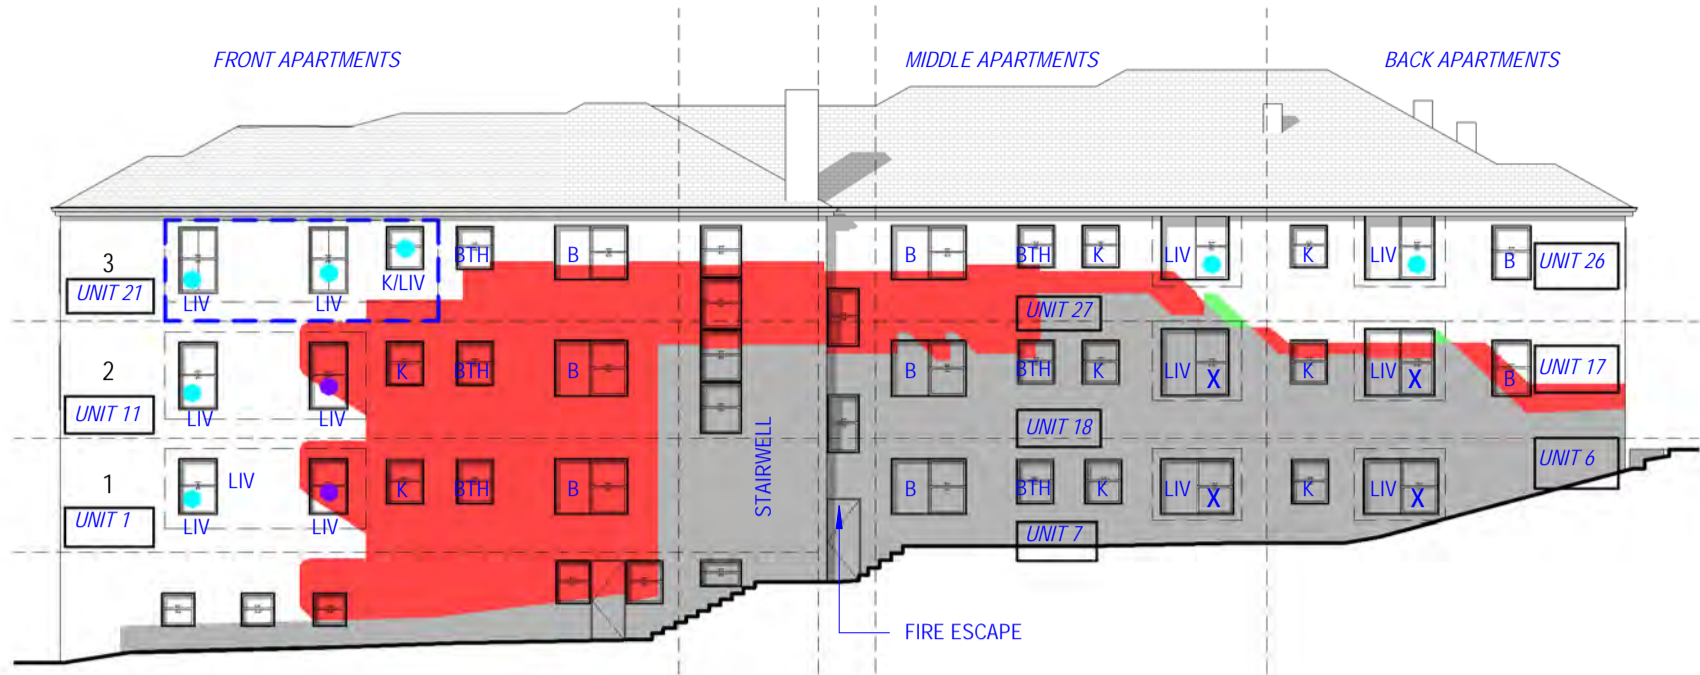 FRONT APARTMENTS
MIDDLE APARTMENTS
BACK APARTMENTS
3
UNIT 21
LIV
LIV
K/LIV
BTH
B
B
BTH
K
LIV
K
LIV
B
UNIT 26
UNIT 27
2
UNIT 11
LIV
LIV
K
BTH
B
B
BTH
K
LIV
X
K
LIV
X
B
UNIT 17
UNIT 18
1
UNIT 1
LIV
LIV
LIV
K
BTH
B
STAIRWELL
B
BTH
K
LIV
X
K
LIV
X
UNIT 6
UNIT 7
FIRE ESCAPE